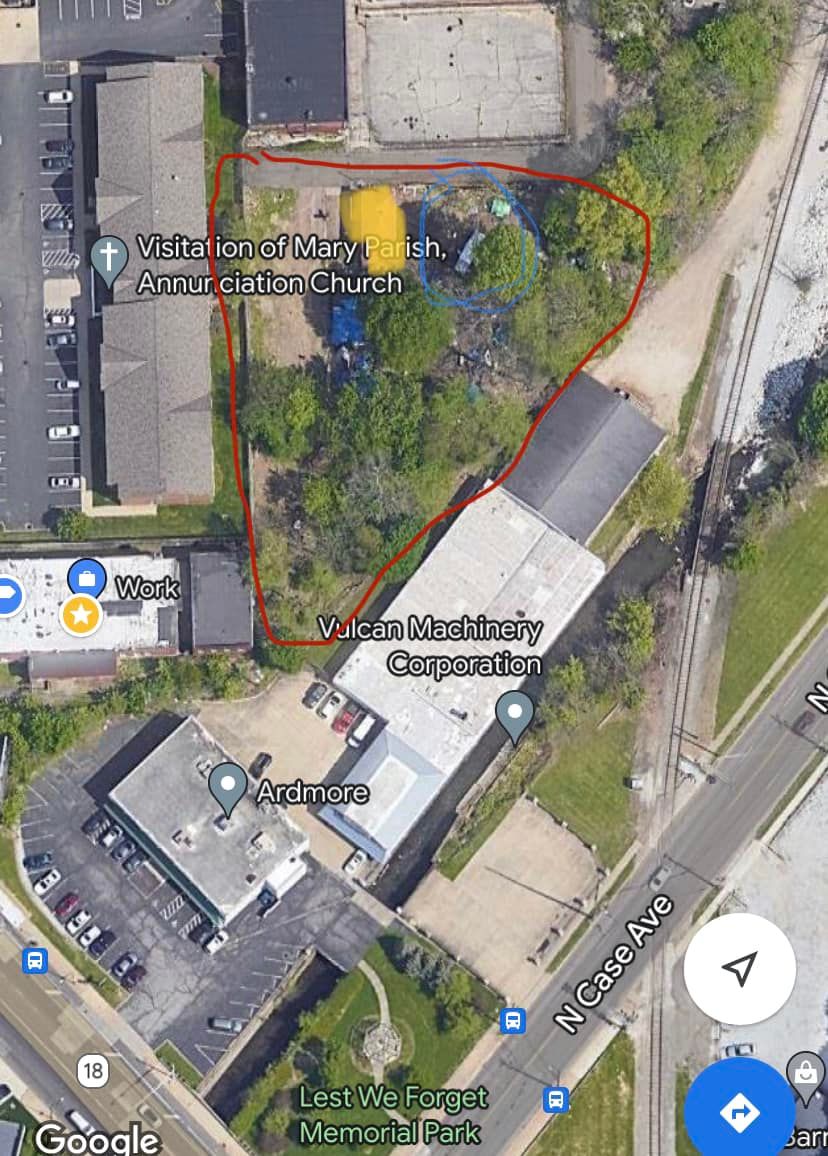 Visitation of Mary Parish,
Annunciation Church
Work
Vulcan Machinery
Corporation
Ardmore
N Case Ave
18
Lest We Forget
Memorial Park
Google